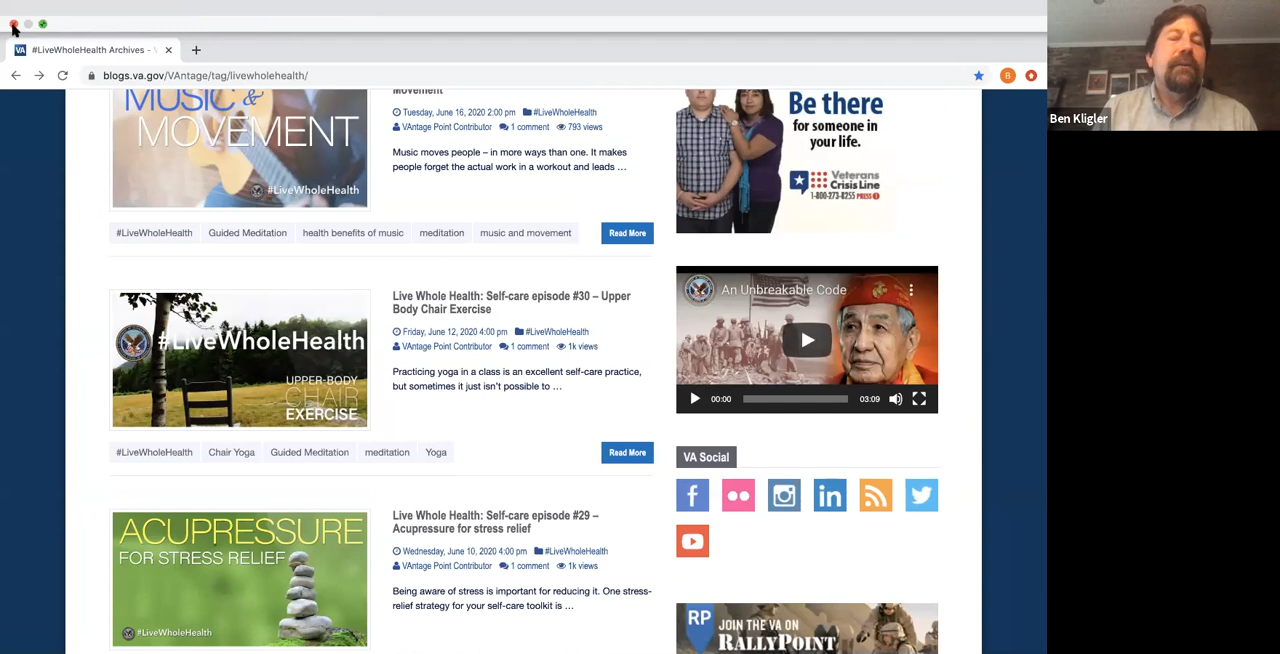 VA #LiveWholeHealth Archives -
blogs.va.gov/VAntage/tag/livewholehealth/
B
Ben Kligler
MUSIC &
MOVEMENT
#LiveWholeHealth
Movement
Tuesday, June 16, 2020 2:00 pm #LiveWholeHealth
VAntage Point Contributor 1 comment 793 views
Music moves people – in more ways than one. It makes
people forget the actual work in a workout and leads …
#LiveWholeHealth Guided Meditation health benefits of music meditation music and movement Read More
#LiveWholeHealth
UPPER-BODY
CHAIR
EXERCISE
Live Whole Health: Self-care episode #30 – Upper
Body Chair Exercise
Friday, June 12, 2020 4:00 pm #LiveWholeHealth
VAntage Point Contributor 1 comment 1k views
Practicing yoga in a class is an excellent self-care practice,
but sometimes it just isn't possible to …
#LiveWholeHealth Chair Yoga Guided Meditation meditation Yoga Read More
ACUPRESSURE
FOR STRESS RELIEF
#LiveWholeHealth
Live Whole Health: Self-care episode #29 –
Acupressure for stress relief
Wednesday, June 10, 2020 4:00 pm #LiveWholeHealth
VAntage Point Contributor 1 comment 1k views
Being aware of stress is important for reducing it. One stress-
relief strategy for your self-care toolkit is …
Be there
for someone in
your life.
Veterans
Crisis Line
1-800-273-8255 PRESS 1
An Unbreakable Code
00:00 03:09
VA Social
RP JOIN THE VA ON
RALLYPOINT